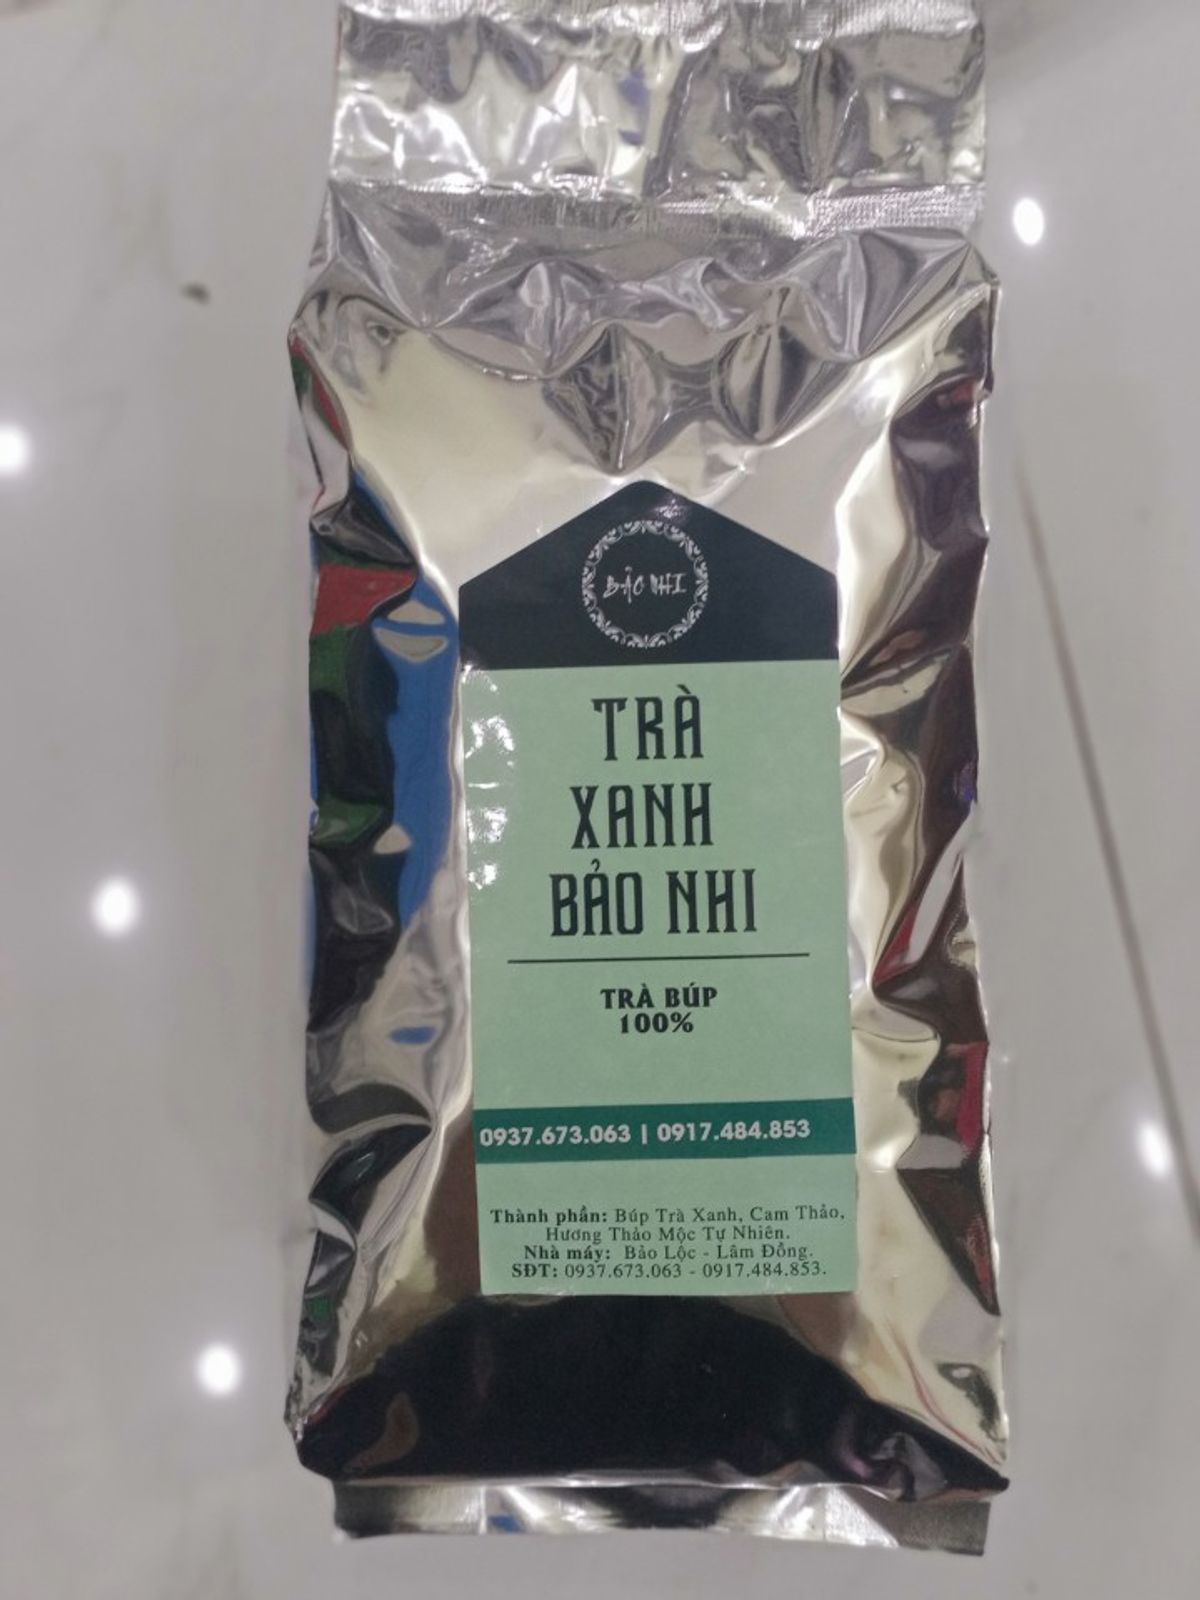 BẢO NHI
TRÀ
XANH
BẢO NHI
TRÀ BÚP
100%
0937.673.063 | 0917.484.853
Thành phần: Búp Trà Xanh, Cam Thảo,
Hương Thảo Mộc Tự Nhiên.
Nhà máy: Bảo Lộc - Lâm Đồng.
SĐT: 0937.673.063 - 0917.484.853.